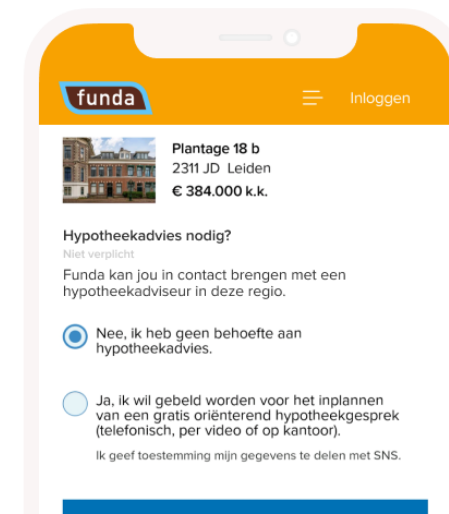 funda
Inloggen
Plantage 18 b
2311 JD Leiden
€ 384.000 k.k.
Hypotheekadvies nodig?
Niet verplicht
Funda kan jou in contact brengen met een
hypotheekadviseur in deze regio.
Nee, ik heb geen behoefte aan
hypotheekadvies.
Ja, ik wil gebeld worden voor het inplannen
van een gratis oriënterend hypotheekgesprek
(telefonisch, per video of op kantoor).
Ik geef toestemming mijn gegevens te delen met SNS.